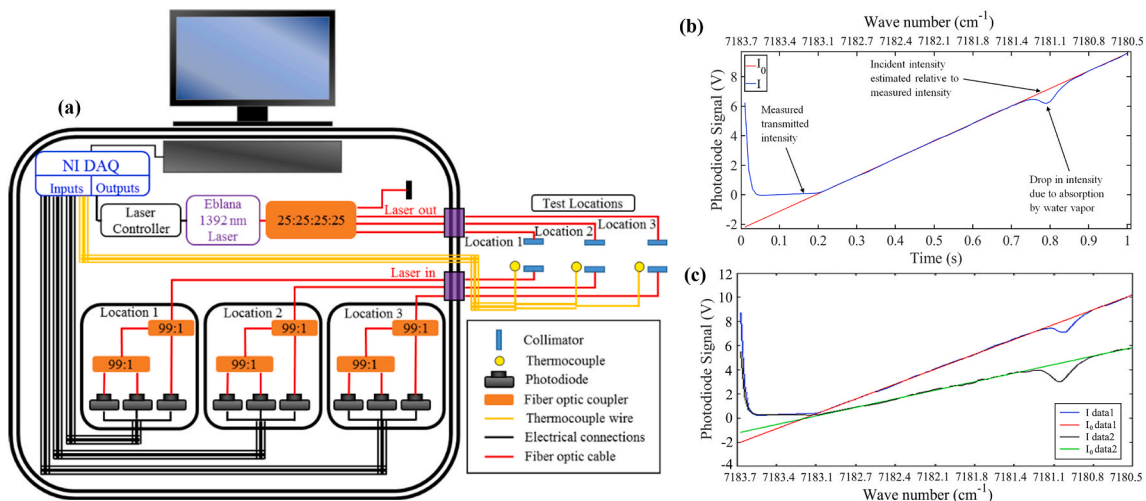 (a)
NI DAQ
Inputs
Outputs
Laser
Controller
Eblana
1392 nm
Laser
25:25:25:25
Laser out
Test Locations
Location 1
Location 2
Location 3
Laser in
Location 1
99:1
99:1
Location 2
99:1
99:1
Location 3
99:1
99:1
Collimator
Thermocouple
Photodiode
Fiber optic coupler
Thermocouple wire
Electrical connections
Fiber optic cable
(b)
Wave number (cm⁻¹)
7183.7 7183.4 7183.1 7182.7 7182.4 7182.1 7181.8 7181.4 7181.1 7180.8 7180.5
Photodiode Signal (V)
8
6
4
2
0
-2
I₀
I
Measured
transmitted
intensity
Incident intensity
estimated relative to
measured intensity
Drop in intensity
due to absorption
by water vapor
0 0.1 0.2 0.3 0.4 0.5 0.6 0.7 0.8 0.9 1
Time (s)
(c)
Photodiode Signal (V)
12
10
8
6
4
2
0
-2
-4
I data1
I₀ data1
I data2
I₀ data2
7183.7 7183.4 7183.1 7182.7 7182.4 7182.1 7181.8 7181.4 7181.1 7180.8 7180.5
Wave number (cm⁻¹)